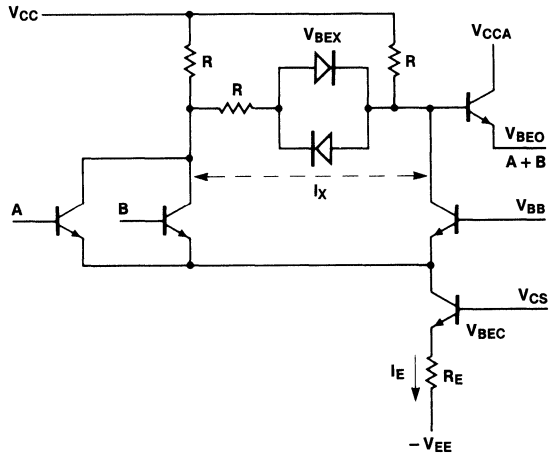 VCC
VBEX
VCCA
R
R
R
VBEO
A + B
IX
A
B
VBB
VCS
VBEC
IE
RE
– VEE